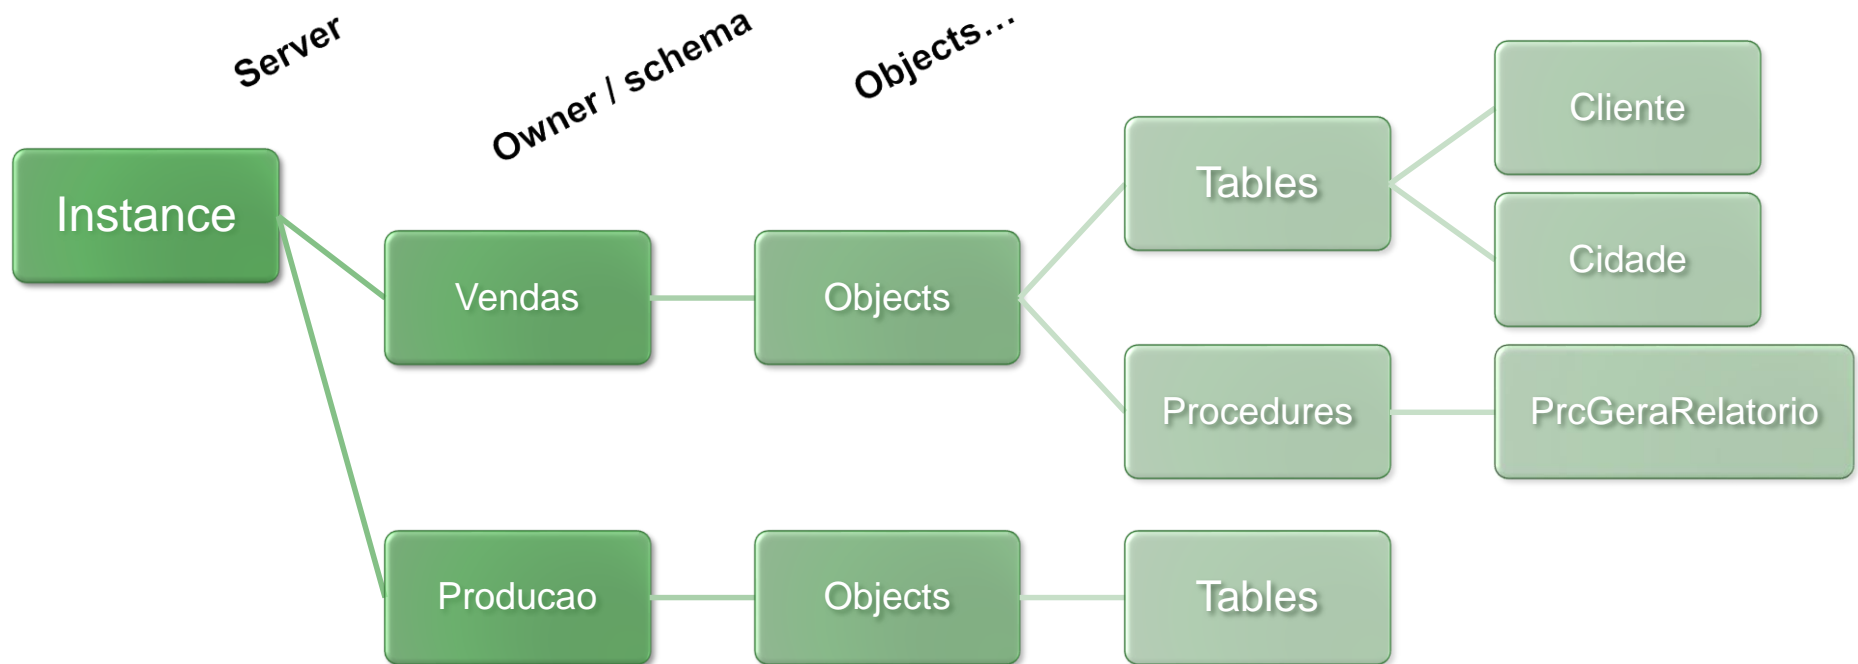 Server
Owner / schema
Objects...
Instance
Vendas
Objects
Tables
Cliente
Cidade
Procedures
PrcGeraRelatorio
Producao
Objects
Tables